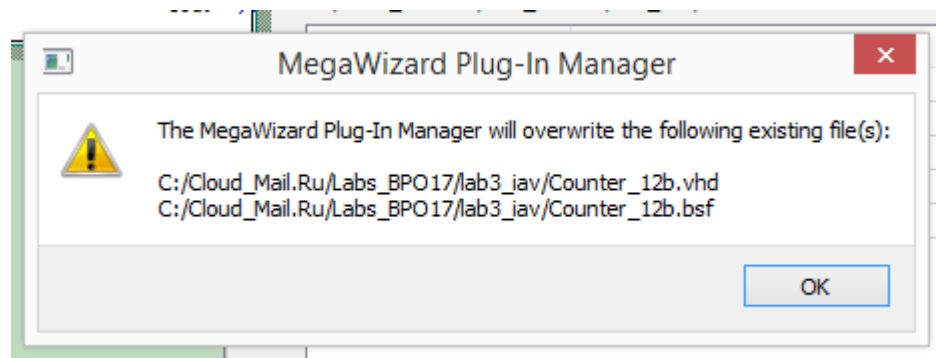 MegaWizard Plug-In Manager
The MegaWizard Plug-In Manager will overwrite the following existing file(s):
C:/Cloud_Mail.Ru/Labs_BPO17/lab3_iav/Counter_12b.vhd
C:/Cloud_Mail.Ru/Labs_BPO17/lab3_iav/Counter_12b.bsf
OK